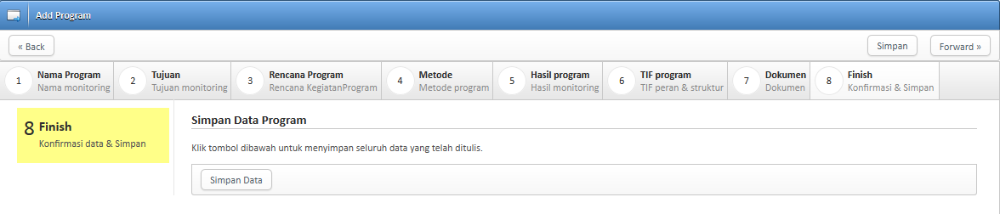 Add Program
« Back
Simpan
Forward »
1 Nama Program
Nama monitoring
2 Tujuan
Tujuan monitoring
3 Rencana Program
Rencana KegiatanProgram
4 Metode
Metode program
5 Hasil program
Hasil monitoring
6 TIF program
TIF peran & struktur
7 Dokumen
Dokumen
8 Finish
Konfirmasi & Simpan
8 Finish
Konfirmasi data & Simpan
Simpan Data Program
Klik tombol dibawah untuk menyimpan seluruh data yang telah ditulis.
Simpan Data